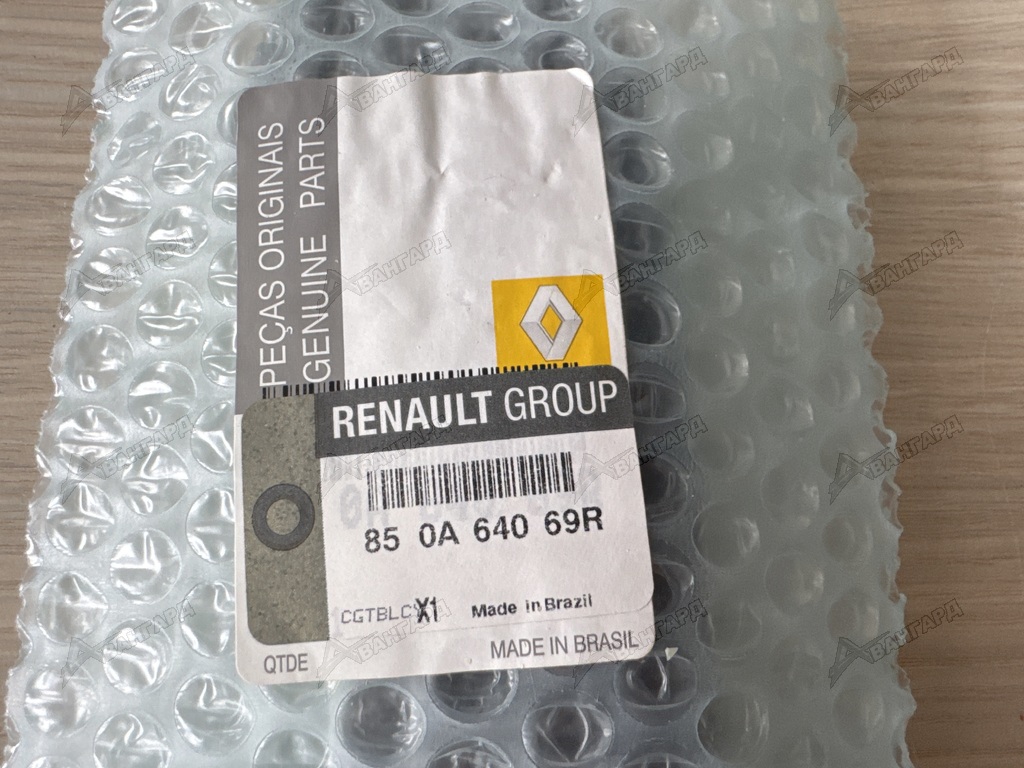 PEÇAS ORIGINAIS
GENUINE PARTS
RENAULT GROUP
85 0A 640 69R
CGTBLC X1 Made in Brazil
QTDE MADE IN BRASIL
АВАНГАРД